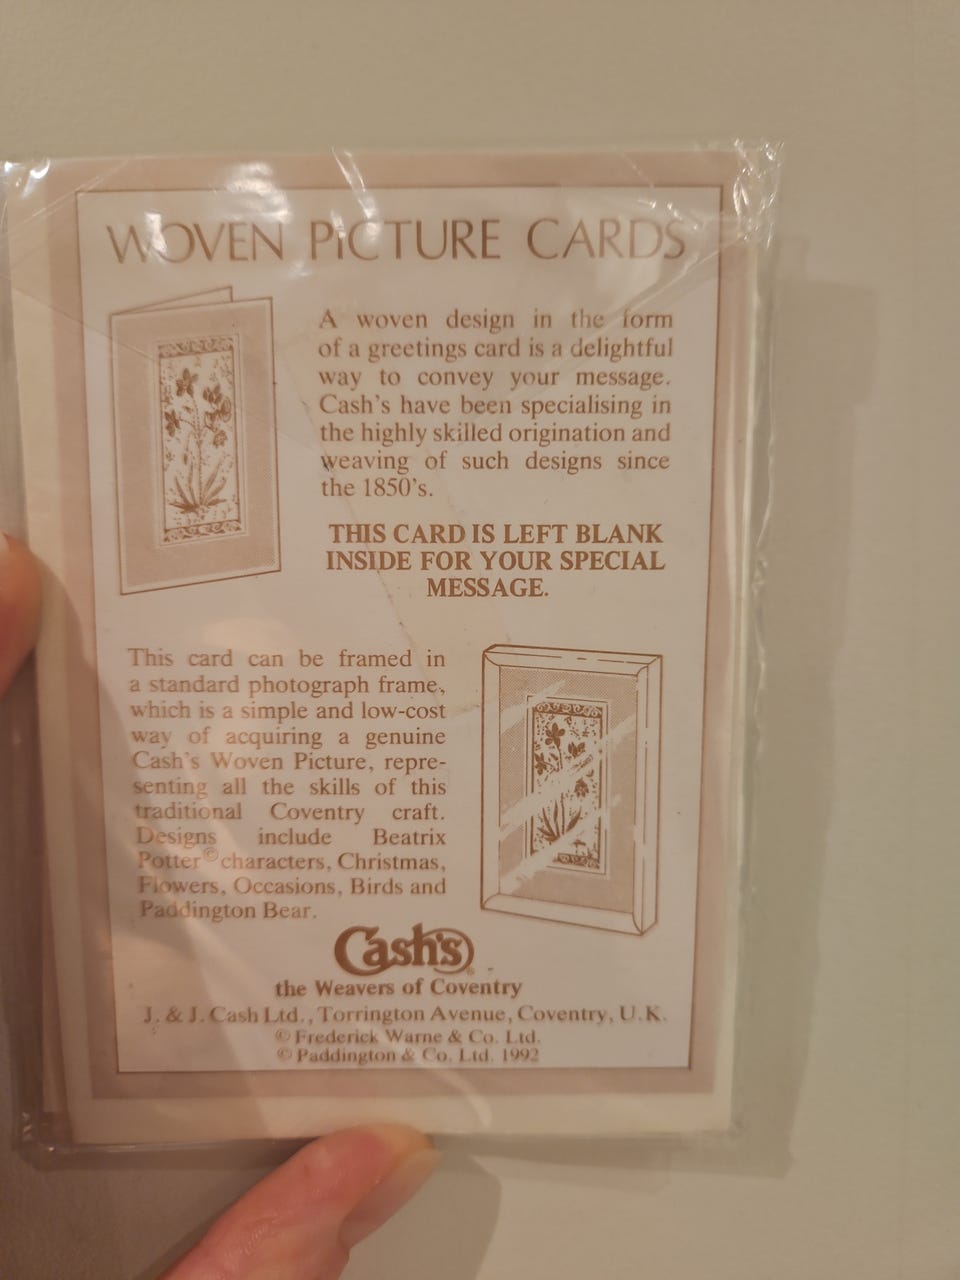 WOVEN PICTURE CARDS
A woven design in the form
of a greetings card is a delightful
way to convey your message.
Cash's have been specialising in
the highly skilled origination and
weaving of such designs since
the 1850's.
THIS CARD IS LEFT BLANK
INSIDE FOR YOUR SPECIAL
MESSAGE.
This card can be framed in
a standard photograph frame,
which is a simple and low-cost
way of acquiring a genuine
Cash's Woven Picture, repre-
senting all the skills of this
traditional Coventry craft.
Designs include Beatrix
Potter© characters, Christmas,
Flowers, Occasions, Birds and
Paddington Bear.
Cash's®
the Weavers of Coventry
J. & J. Cash Ltd., Torrington Avenue, Coventry, U.K.
© Frederick Warne & Co. Ltd.
© Paddington & Co. Ltd. 1992